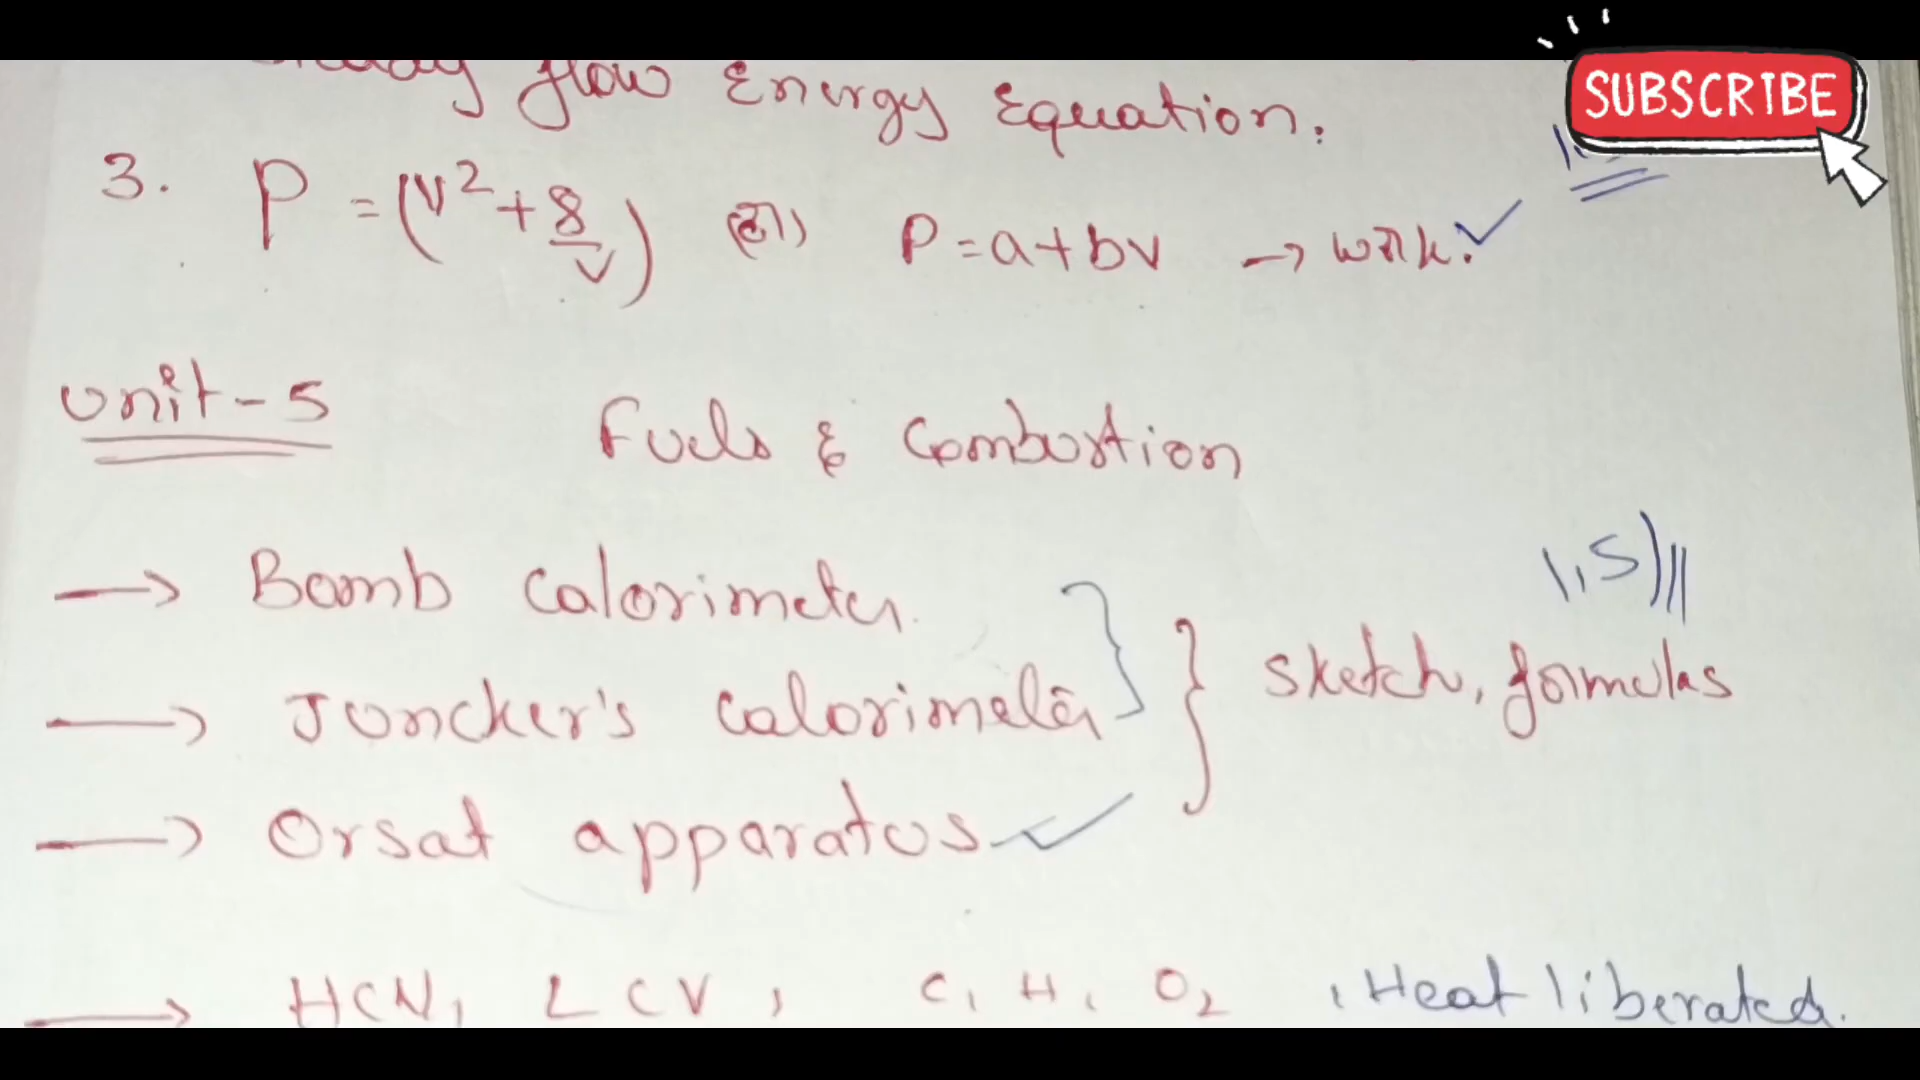 Steady flow Energy Equation.
SUBSCRIBE
3. P = (V² + 8/V) (or) P = a + bv → work. ✓
Unit - 5
Fuels & Combustion
→ Bomb Calorimeter.
1,5)
→ Juncker's Calorimeter
} sketch, formulas
→ Orsat apparatus ✓
→ HCV, LCV, C, H, O₂, Heat liberated.